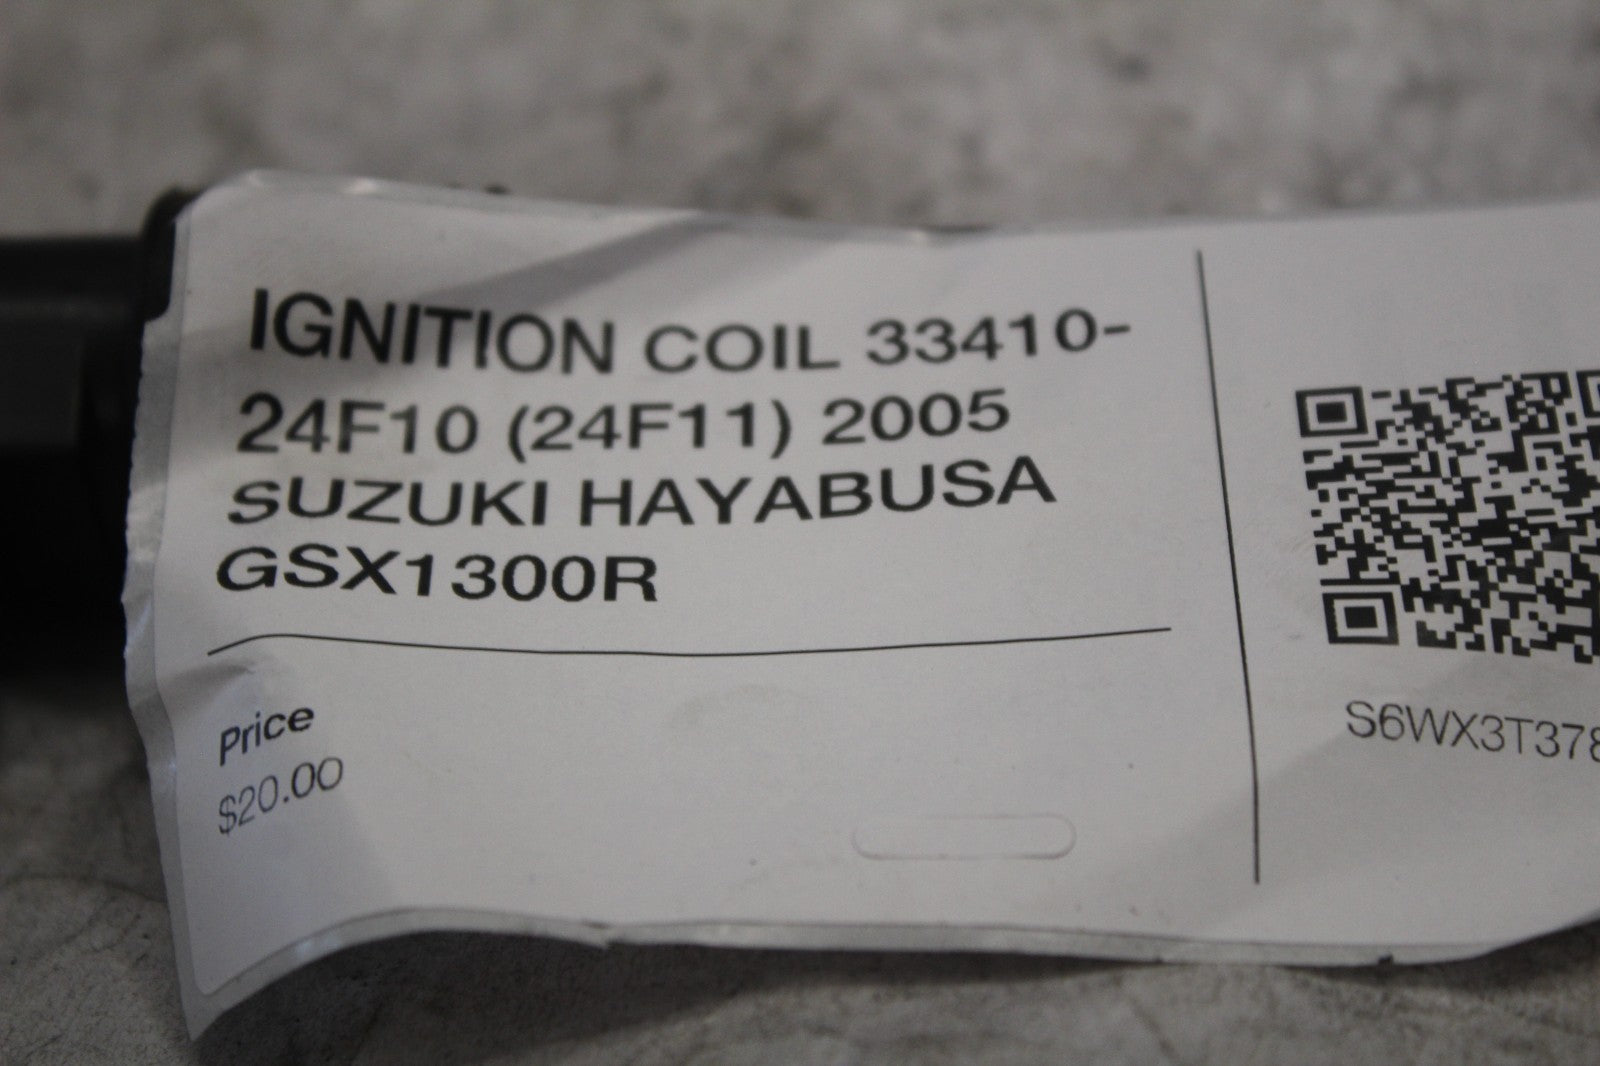 IGNITION COIL 33410-
24F10 (24F11) 2005
SUZUKI HAYABUSA
GSX1300R
Price
$20.00
S6WX3T378